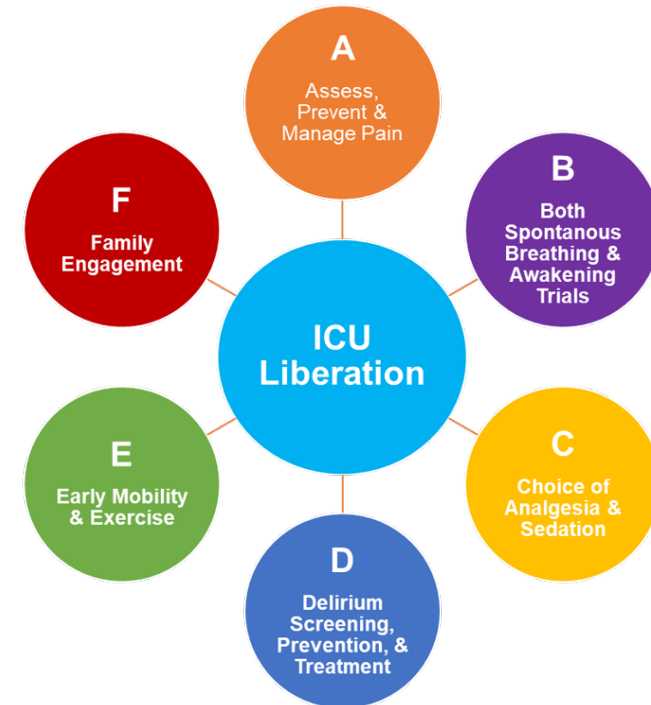 A
Assess,
Prevent &
Manage Pain
B
Both
Spontanous
Breathing &
Awakening
Trials
C
Choice of
Analgesia &
Sedation
D
Delirium
Screening,
Prevention, &
Treatment
E
Early Mobility
& Exercise
F
Family
Engagement
ICU
Liberation